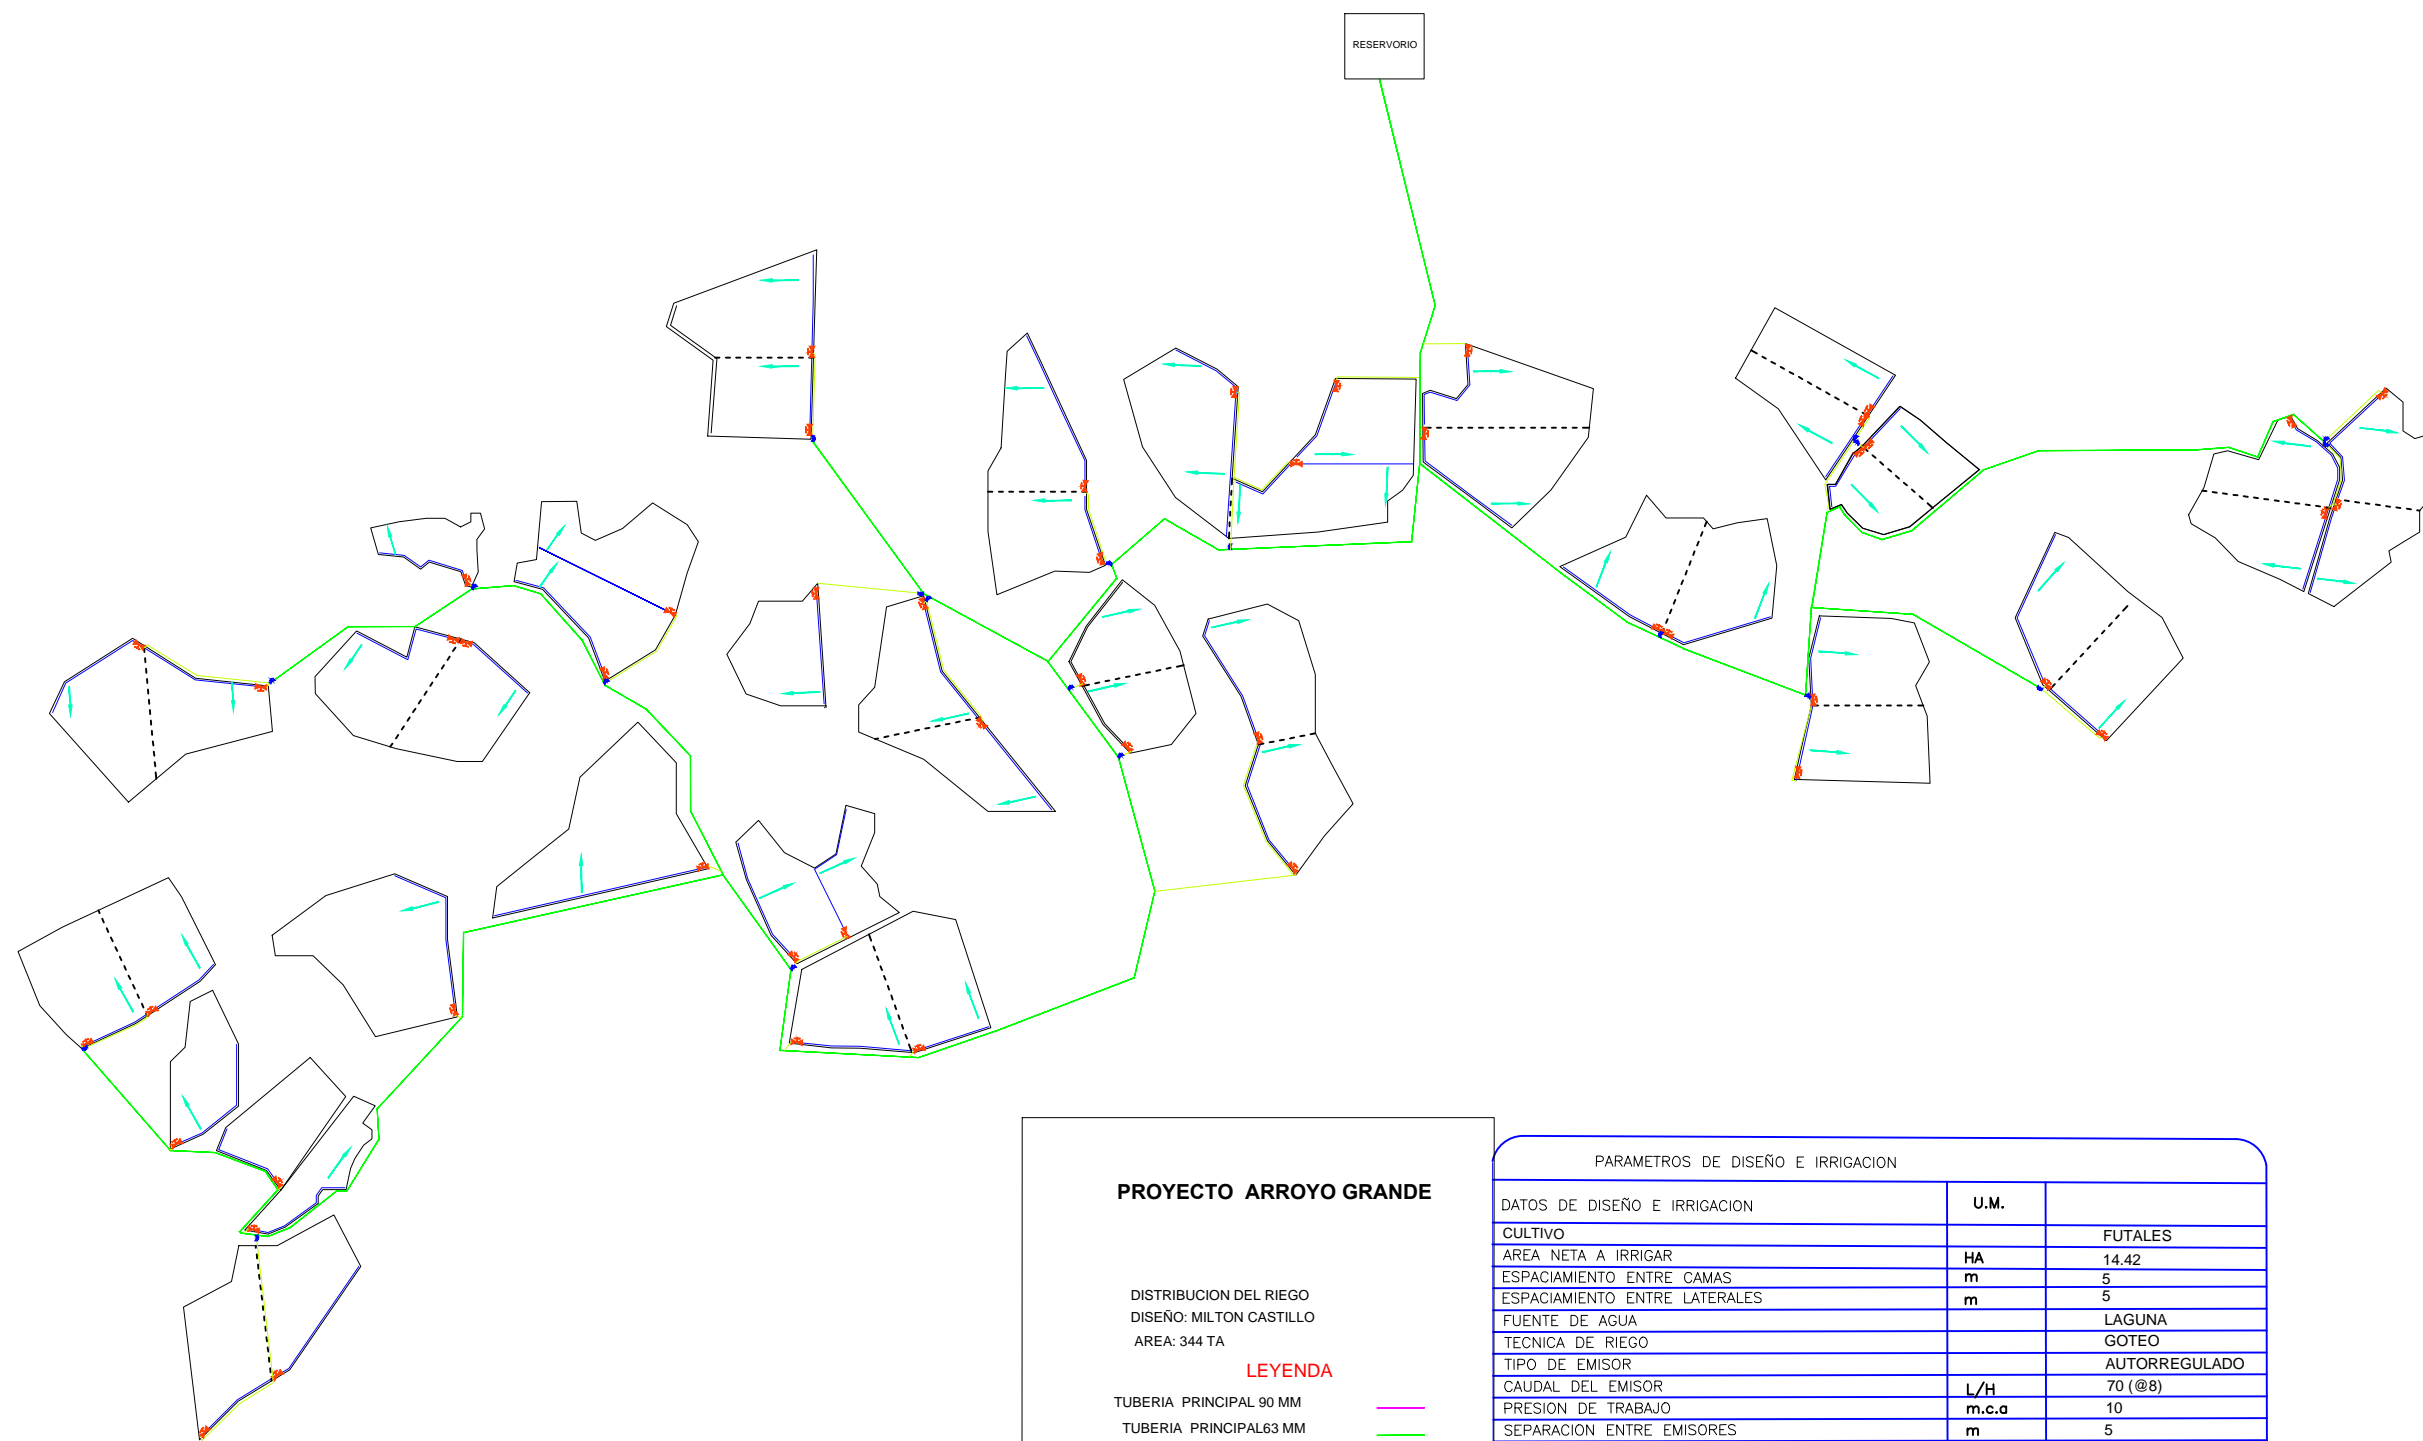 RESERVORIO
PROYECTO ARROYO GRANDE
DISTRIBUCION DEL RIEGO
DISEÑO: MILTON CASTILLO
AREA: 344 TA
LEYENDA
TUBERIA PRINCIPAL 90 MM
TUBERIA PRINCIPAL63 MM
PARAMETROS DE DISEÑO E IRRIGACION
DATOS DE DISEÑO E IRRIGACION U.M.
CULTIVO FUTALES
AREA NETA A IRRIGAR HA 14.42
ESPACIAMIENTO ENTRE CAMAS m 5
ESPACIAMIENTO ENTRE LATERALES m 5
FUENTE DE AGUA LAGUNA
TECNICA DE RIEGO GOTEO
TIPO DE EMISOR AUTORREGULADO
CAUDAL DEL EMISOR L/H 70 (@8)
PRESION DE TRABAJO m.c.a 10
SEPARACION ENTRE EMISORES m 5